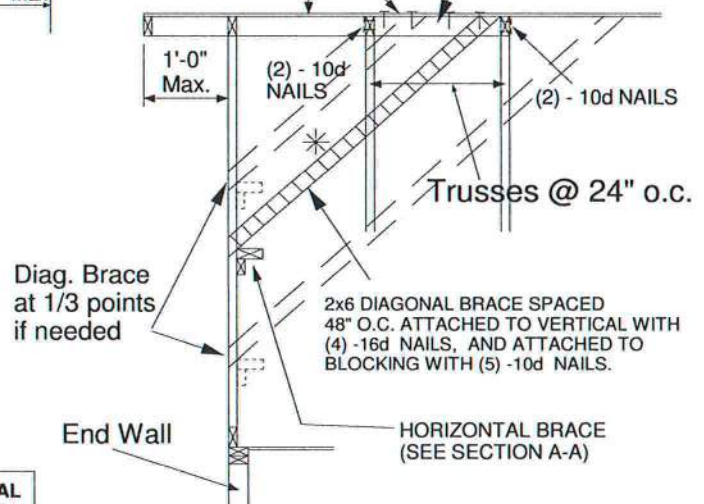 1'-0"
Max.
(2) - 10d
NAILS
(2) - 10d NAILS
Trusses @ 24" o.c.
Diag. Brace
at 1/3 points
if needed
2x6 DIAGONAL BRACE SPACED
48" O.C. ATTACHED TO VERTICAL WITH
(4) -16d NAILS, AND ATTACHED TO
BLOCKING WITH (5) -10d NAILS.
End Wall
HORIZONTAL BRACE
(SEE SECTION A-A)
AL